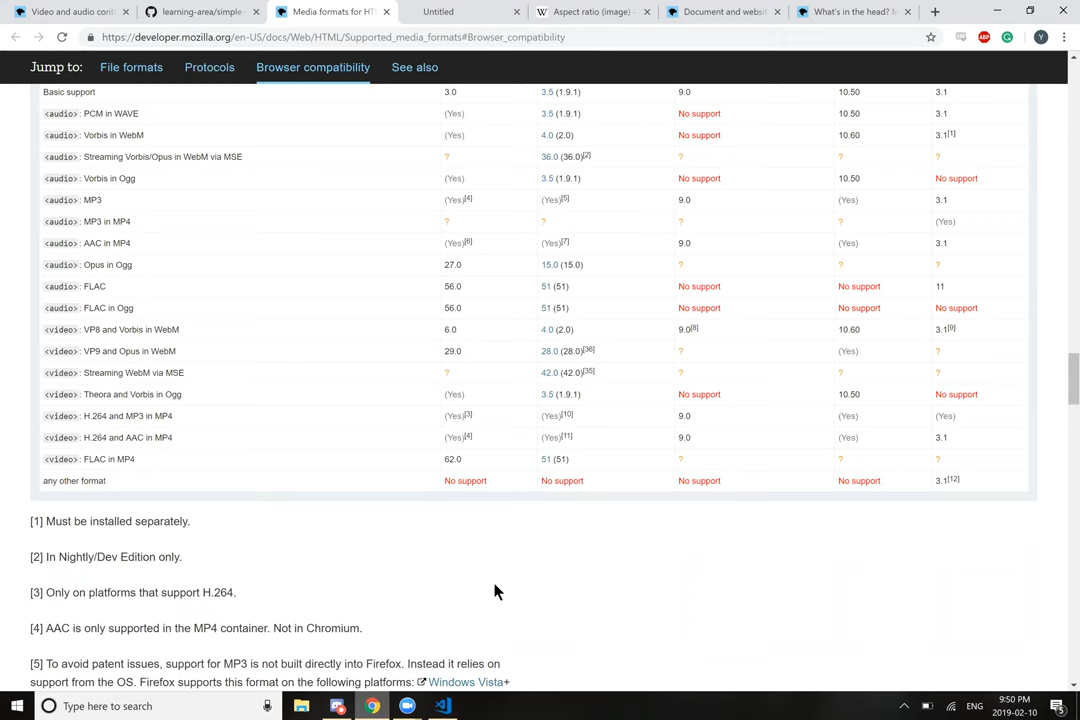 Video and audio cont
learning-area/simple-
Media formats for HT
Untitled
W Aspect ratio (image) -
Document and websi
What's in the head? M
https://developer.mozilla.org/en-US/docs/Web/HTML/Supported_media_formats#Browser_compatibility
ABP
Y
Jump to: File formats Protocols Browser compatibility See also
Basic support 3.0 3.5 (1.9.1) 9.0 10.50 3.1
<audio>: PCM in WAVE (Yes) 3.5 (1.9.1) No support 10.50 3.1
<audio>: Vorbis in WebM (Yes) 4.0 (2.0) No support 10.60 3.1[1]
<audio>: Streaming Vorbis/Opus in WebM via MSE ? 36.0 (36.0)[2] ? ? ?
<audio>: Vorbis in Ogg (Yes) 3.5 (1.9.1) No support 10.50 No support
<audio>: MP3 (Yes)[4] (Yes)[5] 9.0 (Yes) 3.1
<audio>: MP3 in MP4 ? ? ? ? (Yes)
<audio>: AAC in MP4 (Yes)[6] (Yes)[7] 9.0 (Yes) 3.1
<audio>: Opus in Ogg 27.0 15.0 (15.0) ? ? ?
<audio>: FLAC 56.0 51 (51) No support No support 11
<audio>: FLAC in Ogg 56.0 51 (51) No support No support No support
<video>: VP8 and Vorbis in WebM 6.0 4.0 (2.0) 9.0[8] 10.60 3.1[9]
<video>: VP9 and Opus in WebM 29.0 28.0 (28.0)[36] ? (Yes) ?
<video>: Streaming WebM via MSE ? 42.0 (42.0)[35] ? ? ?
<video>: Theora and Vorbis in Ogg (Yes) 3.5 (1.9.1) No support 10.50 No support
<video>: H.264 and MP3 in MP4 (Yes)[3] (Yes)[10] 9.0 (Yes) (Yes)
<video>: H.264 and AAC in MP4 (Yes)[4] (Yes)[11] 9.0 (Yes) 3.1
<video>: FLAC in MP4 62.0 51 (51) ? ? ?
any other format No support No support No support No support 3.1[12]
[1] Must be installed separately.
[2] In Nightly/Dev Edition only.
[3] Only on platforms that support H.264.
[4] AAC is only supported in the MP4 container. Not in Chromium.
[5] To avoid patent issues, support for MP3 is not built directly into Firefox. Instead it relies on
support from the OS. Firefox supports this format on the following platforms: Windows Vista+
Type here to search
ENG
9:50 PM
2019-02-10
5